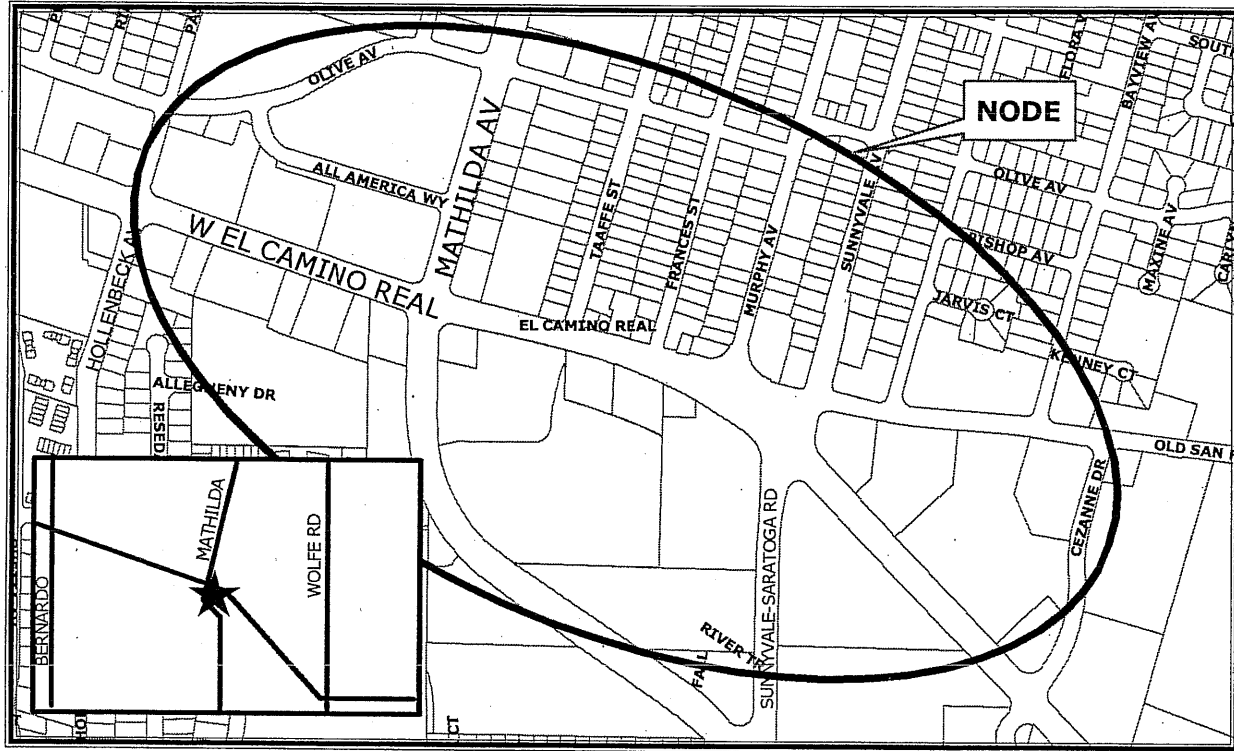 OLIVE AV
ALL AMERICA WY
MATHILDA AV
W EL CAMINO REAL
HOLLENBECK AV
NODE
BAYVIEW AV
TAAFFE ST
FRANCES ST
MURPHY AV
SUNNYVALE AV
OLIVE AV
BISHOP AV
MAXINE AV
JARVIS CT
KENNEY CT
EL CAMINO REAL
ALLEGHENY DR
OLD SAN
CEZANNE DR
SUNNYVALE-SARATOGA RD
RIVER TR
FALL
CT
MATHILDA
WOLFE RD
BERNARDO